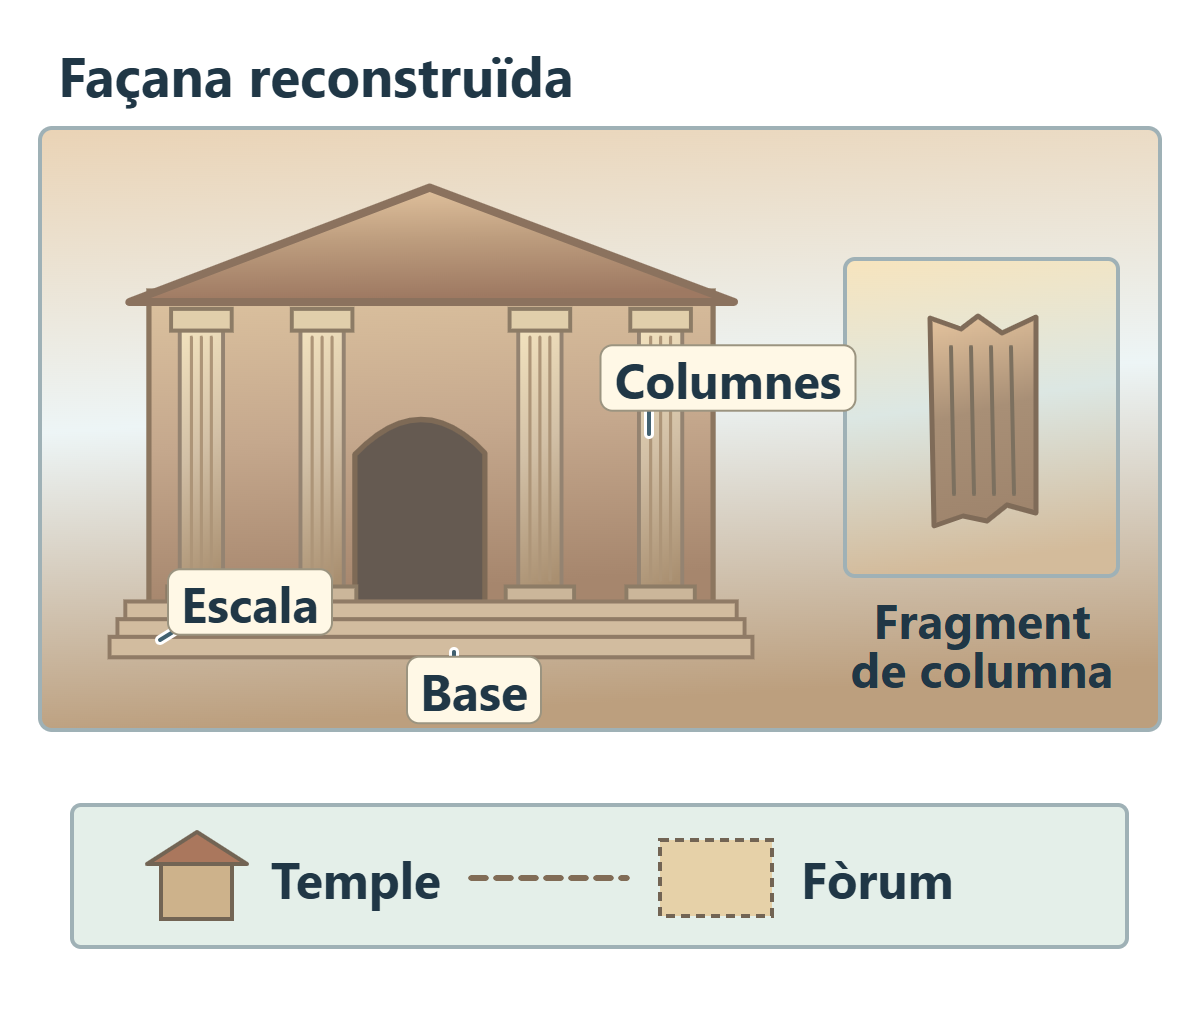 Façana reconstruïda
Columnes
Escala
Base
Fragment
de columna
Temple
Fòrum